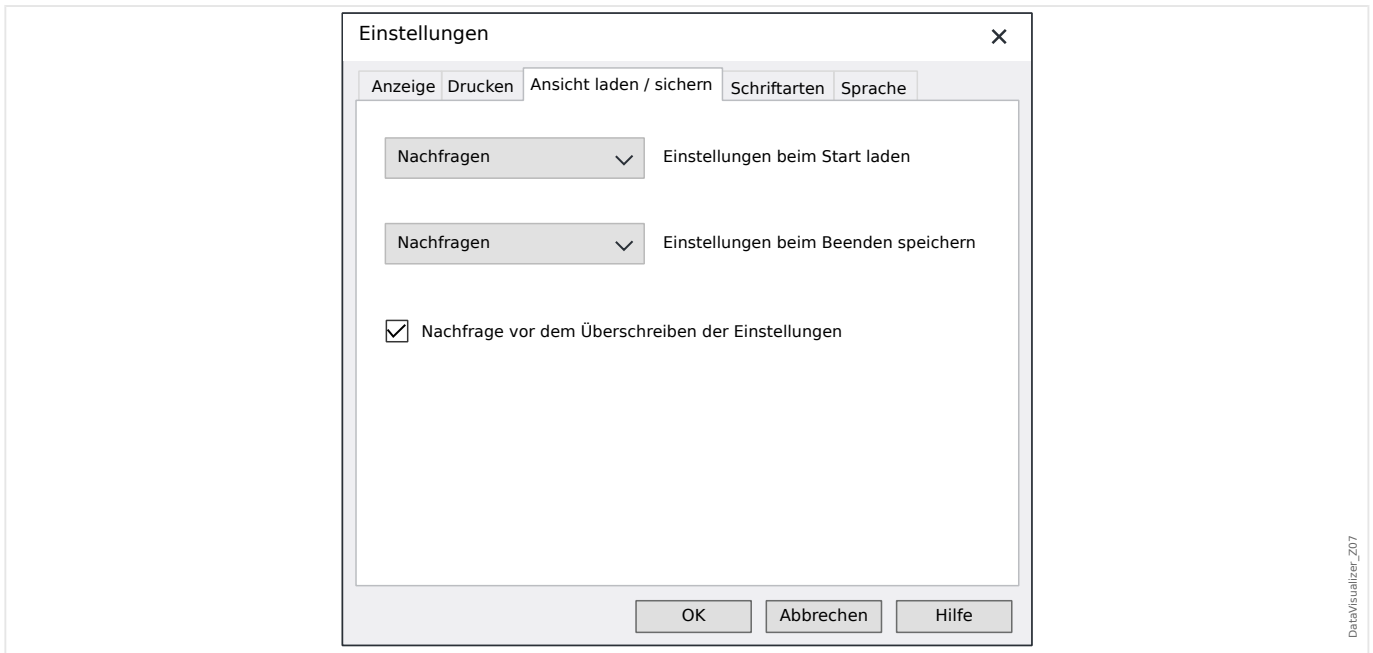 Einstellungen
Anzeige Drucken Ansicht laden / sichern Schriftarten Sprache
Nachfragen Einstellungen beim Start laden
Nachfragen Einstellungen beim Beenden speichern
Nachfrage vor dem Überschreiben der Einstellungen
OK Abbrechen Hilfe
DataVisualizer_Z07